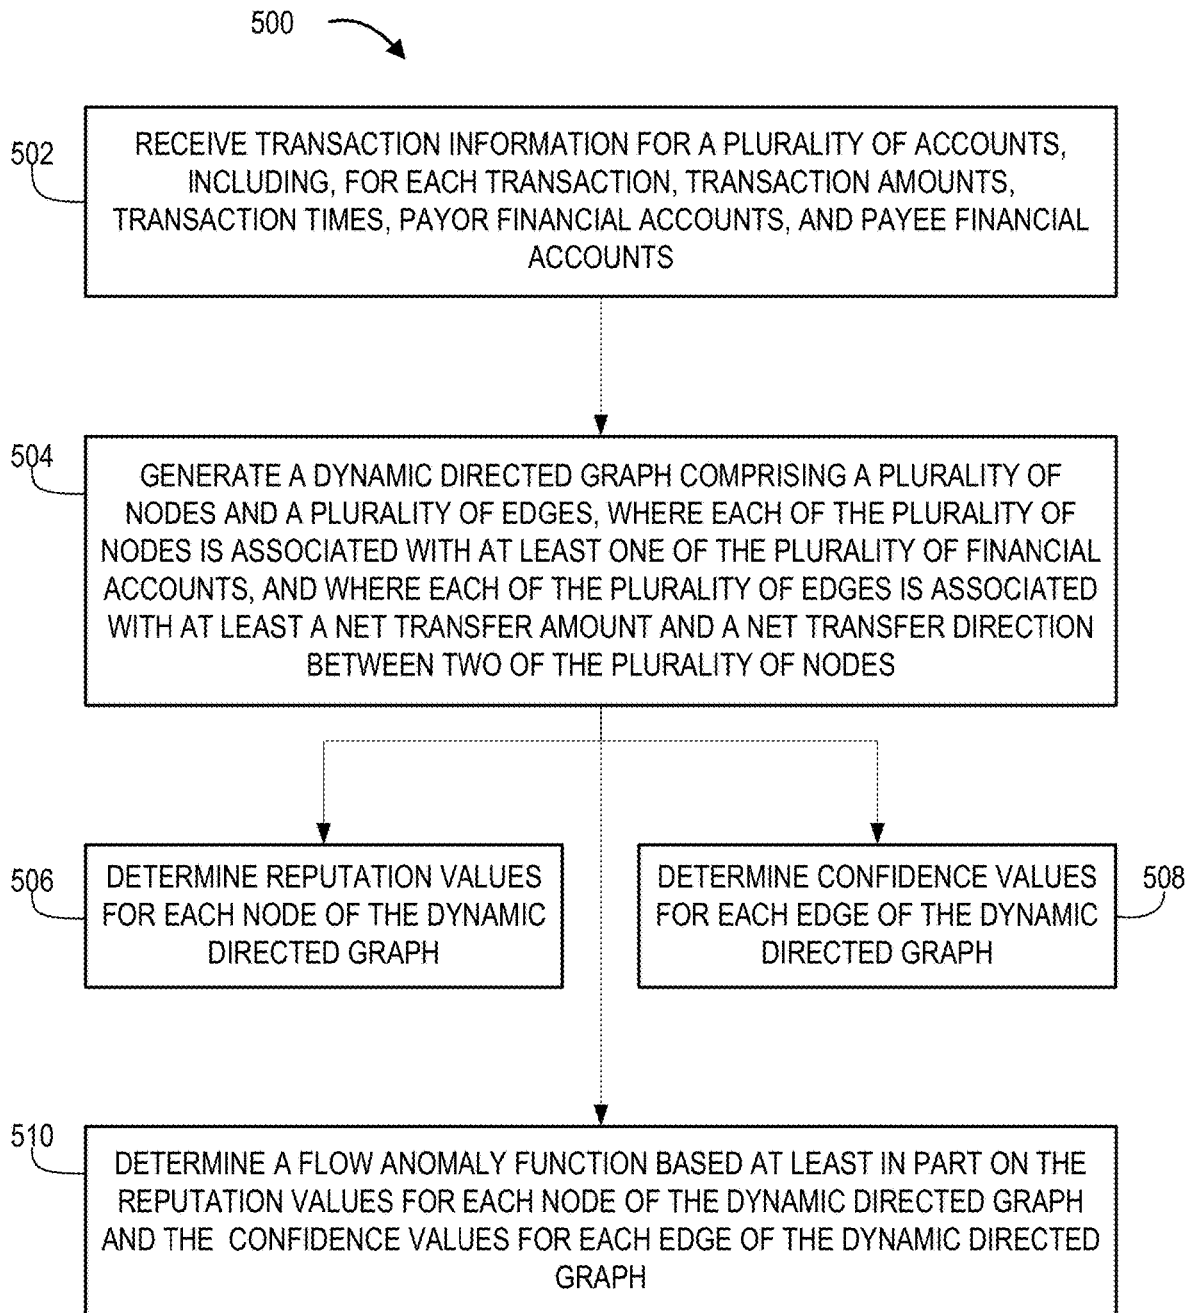 500
502
RECEIVE TRANSACTION INFORMATION FOR A PLURALITY OF ACCOUNTS,
INCLUDING, FOR EACH TRANSACTION, TRANSACTION AMOUNTS,
TRANSACTION TIMES, PAYOR FINANCIAL ACCOUNTS, AND PAYEE FINANCIAL
ACCOUNTS
504
GENERATE A DYNAMIC DIRECTED GRAPH COMPRISING A PLURALITY OF
NODES AND A PLURALITY OF EDGES, WHERE EACH OF THE PLURALITY OF
NODES IS ASSOCIATED WITH AT LEAST ONE OF THE PLURALITY OF FINANCIAL
ACCOUNTS, AND WHERE EACH OF THE PLURALITY OF EDGES IS ASSOCIATED
WITH AT LEAST A NET TRANSFER AMOUNT AND A NET TRANSFER DIRECTION
BETWEEN TWO OF THE PLURALITY OF NODES
506
DETERMINE REPUTATION VALUES
FOR EACH NODE OF THE DYNAMIC
DIRECTED GRAPH
DETERMINE CONFIDENCE VALUES
FOR EACH EDGE OF THE DYNAMIC
DIRECTED GRAPH
508
510
DETERMINE A FLOW ANOMALY FUNCTION BASED AT LEAST IN PART ON THE
REPUTATION VALUES FOR EACH NODE OF THE DYNAMIC DIRECTED GRAPH
AND THE CONFIDENCE VALUES FOR EACH EDGE OF THE DYNAMIC DIRECTED
GRAPH